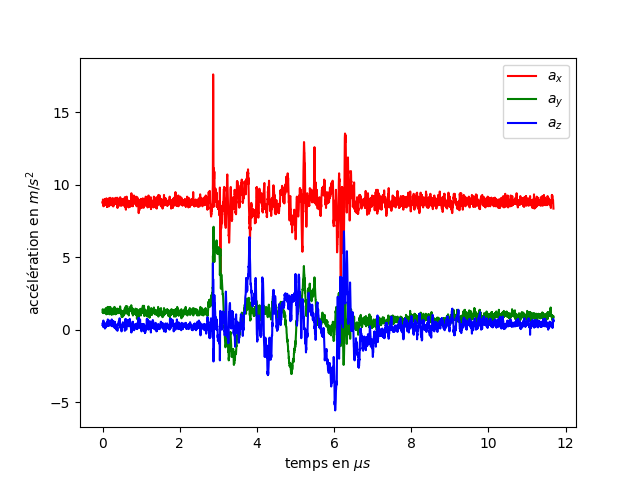 a_x
a_y
a_z
accélération en m/s²
15
10
5
0
−5
0
2
4
6
8
10
12
temps en μs